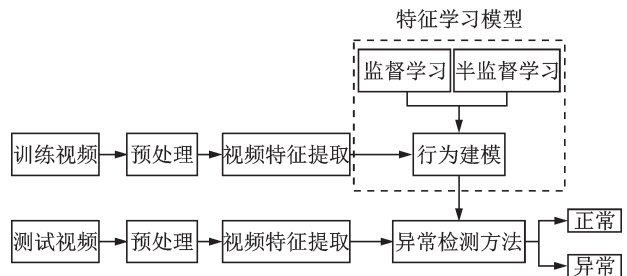 特征学习模型
监督学习 半监督学习
训练视频 预处理 视频特征提取 行为建模
测试视频 预处理 视频特征提取 异常检测方法 正常
异常